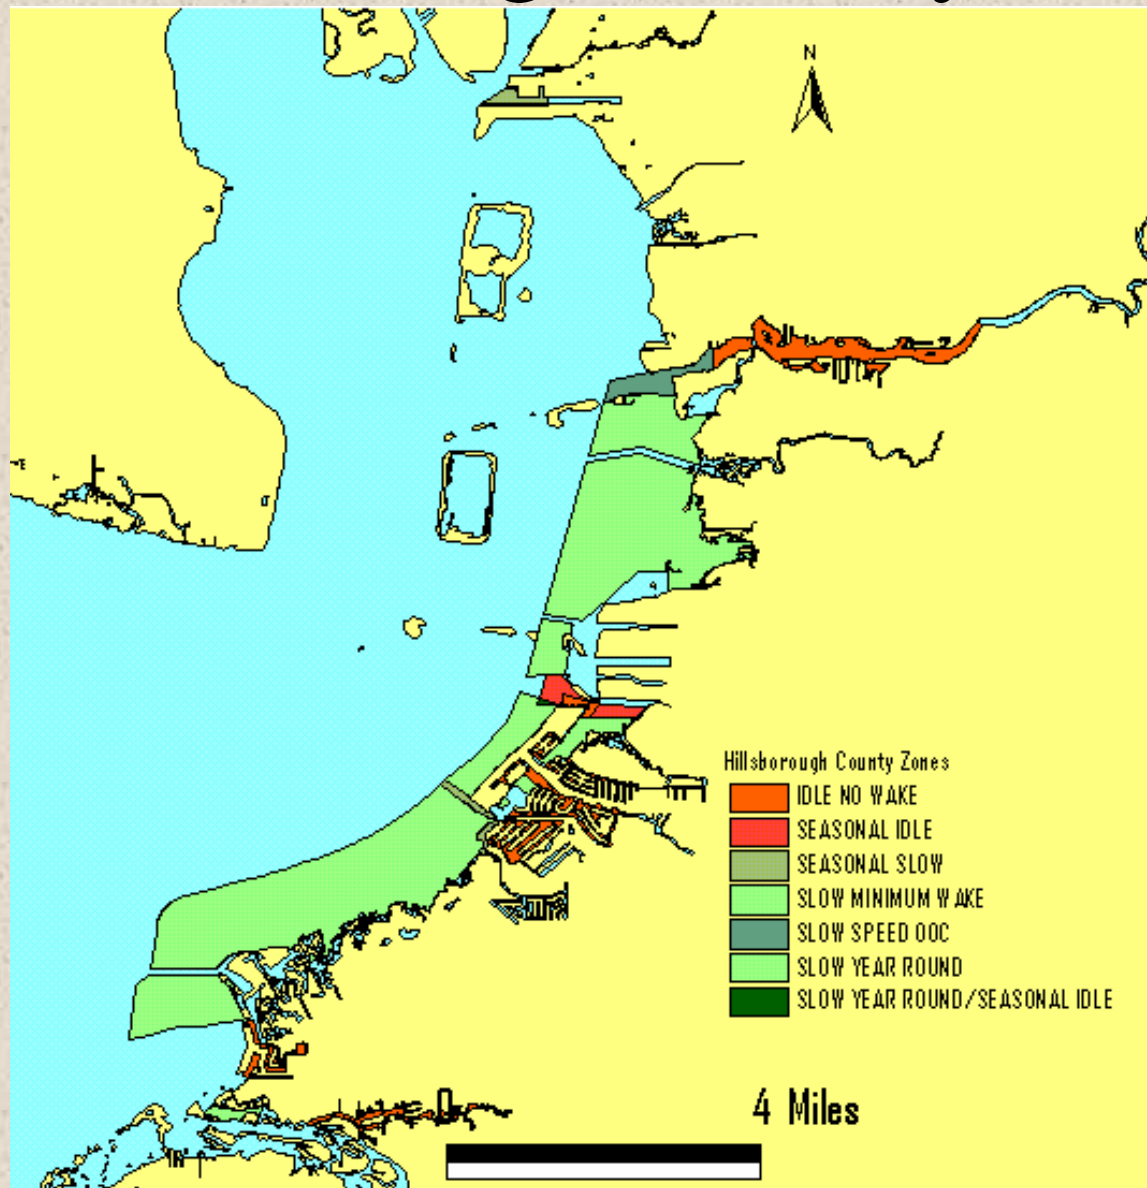 N
Hillsborough County Zones
IDLE NO WAKE
SEASONAL IDLE
SEASONAL SLOW
SLOW MINIMUM WAKE
SLOW SPEED OOC
SLOW YEAR ROUND
SLOW YEAR ROUND/SEASONAL IDLE
0 4 Miles